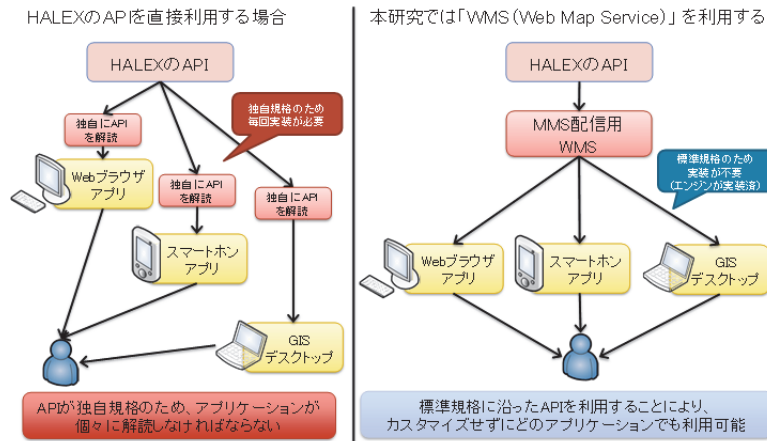 HALEXのAPIを直接利用する場合
HALEXのAPI
独自規格のため
毎回実装が必要
独自にAPI
を解読
Webブラウザ
アプリ
独自にAPI
を解読
スマートホン
アプリ
独自にAPI
を解読
GIS
デスクトップ
APIが独自規格のため、アプリケーションが
個々に解読しなければならない
本研究では「WMS(Web Map Service)」を利用する
HALEXのAPI
MMS配信用
WMS
標準規格のため
実装が不要
(エンジンが実装済)
Webブラウザ
アプリ
スマートホン
アプリ
GIS
デスクトップ
標準規格に沿ったAPIを利用することにより、
カスタマイズせずにどのアプリケーションでも利用可能